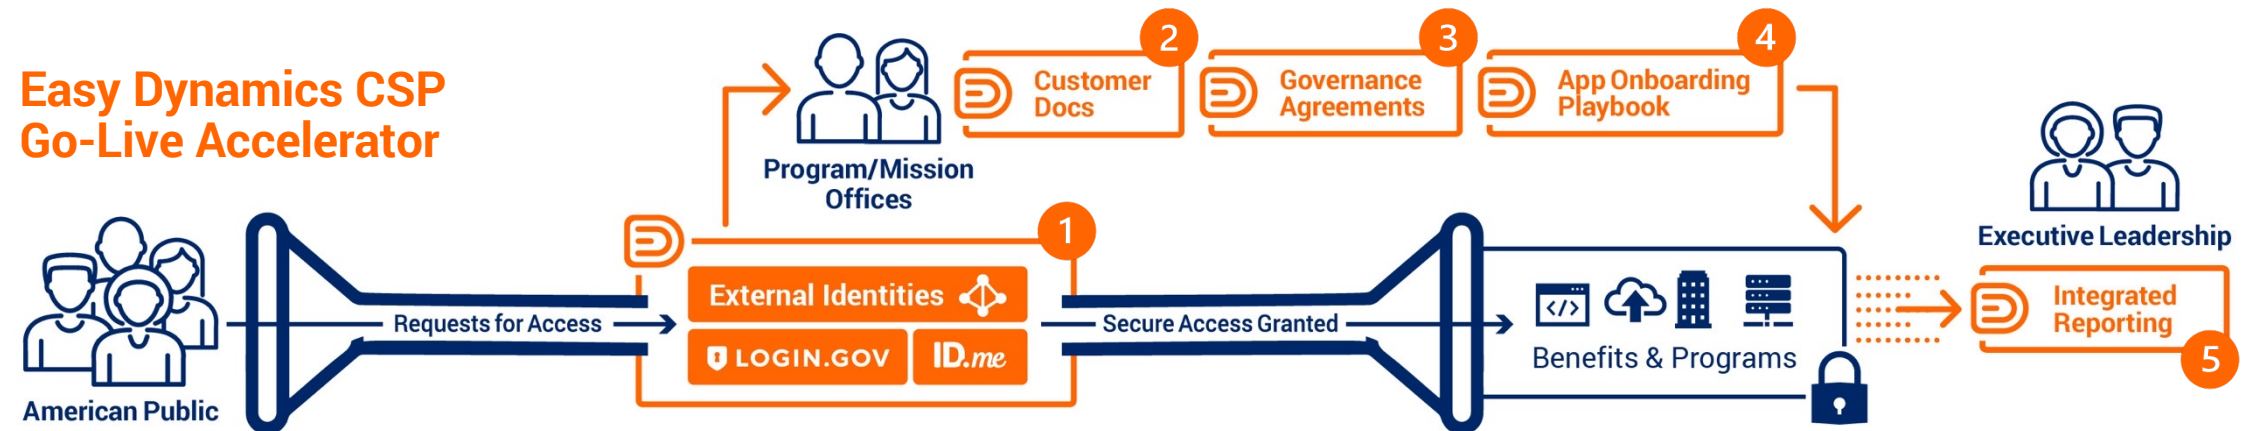 Easy Dynamics CSP
Go-Live Accelerator
American Public
Requests for Access
1
External Identities
LOGIN.GOV
ID.me
Program/Mission
Offices
2
Customer
Docs
3
Governance
Agreements
4
App Onboarding
Playbook
Secure Access Granted
</>
Benefits & Programs
Executive Leadership
Integrated
Reporting
5